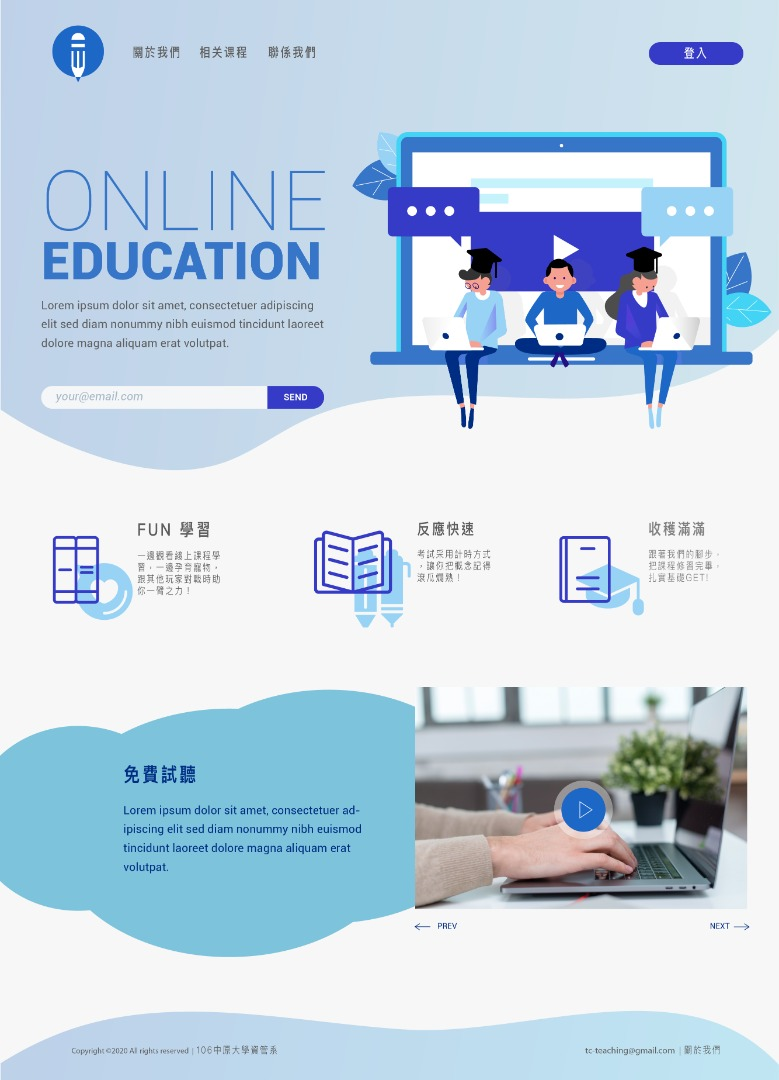 關於我們 相关课程 聯係我們
登入
ONLINE
EDUCATION
Lorem ipsum dolor sit amet, consectetuer adipiscing
elit sed diam nonummy nibh euismod tincidunt laoreet
dolore magna aliquam erat volutpat.
your@email.com SEND
FUN 學習
一邊觀看線上課程學
習，一邊孕育寵物，
跟其他玩家對戰時助
你一臂之力！
反應快速
考試采用計時方式
，讓你把概念記得
滾瓜爛熟！
收穫滿滿
跟著我們的腳步，
把課程修習完畢，
扎實基礎GET!
免費試聽
Lorem ipsum dolor sit amet, consectetuer ad-
ipiscing elit sed diam nonummy nibh euismod
tincidunt laoreet dolore magna aliquam erat
volutpat.
PREV
NEXT
Copyright ©2020 All rights reserved | 106中原大學資管系
tc-teaching@gmail.com | 關於我們